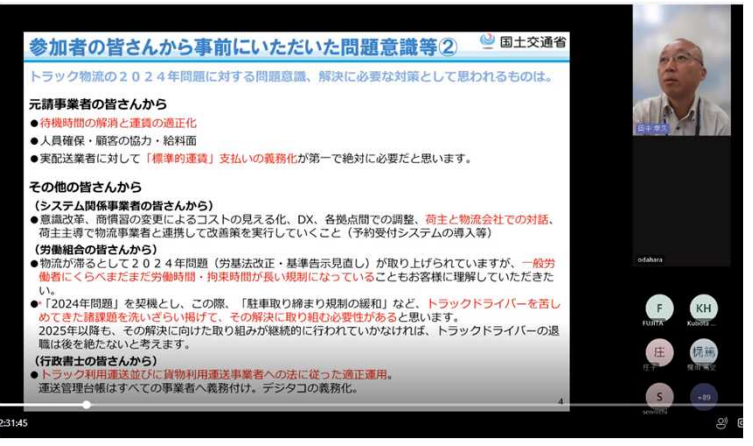 参加者の皆さんから事前にいただいた問題意識等②
国土交通省
トラック物流の2024年問題に対する問題意識、解決に必要な対策として思われるものは。
元請事業者の皆さんから
●待機時間の解消と運賃の適正化
●人員確保・顧客の協力・給料面
●実配送業者に対して「標準的運賃」支払いの義務化が第一で絶対に必要だと思います。
その他の皆さんから
（システム関係事業者の皆さんから）
●意識改革、商慣習の変更によるコストの見える化、DX、各拠点間での調整、荷主と物流会社での対話、
荷主主導で物流事業者と連携して改善策を実行していくこと（予約受付システムの導入等）
（労働組合の皆さんから）
●物流が滞るとして2024年問題（労基法改正・基準告示見直し）が取り上げられていますが、一般労
働者にくらべまだまだ労働時間・拘束時間が長い規制になっていることもお客様に理解していただきた
い。
●「2024年問題」を契機とし、この際、「駐車取り締まり規制の緩和」など、トラックドライバーを苦し
めてきた諸課題を洗いざらい掲げて、その解決に取り組む必要性があると思います。
2025年以降も、その解決に向けた取り組みが継続的に行われていかなければ、トラックドライバーの退
職は後を絶たないと考えます。
（行政書士の皆さんから）
●トラック利用運送並びに貨物利用運送事業者への法に従った適正運用。
運送管理台帳はすべての事業者へ義務付け。デジタコの義務化。
4
odahara
F
KH
FUJITA
Kubota ...
庄
S
+89
2:31:45